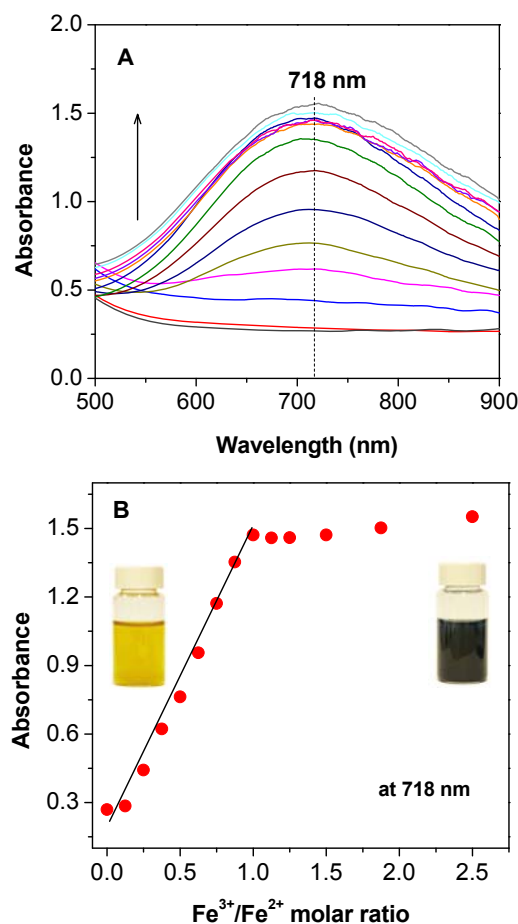 A
718 nm
2.0
1.5
1.0
0.5
0.0
Absorbance
500 600 700 800 900
Wavelength (nm)
B
1.5
1.2
0.9
0.6
0.3
Absorbance
at 718 nm
0.0 0.5 1.0 1.5 2.0 2.5
Fe³⁺/Fe²⁺ molar ratio